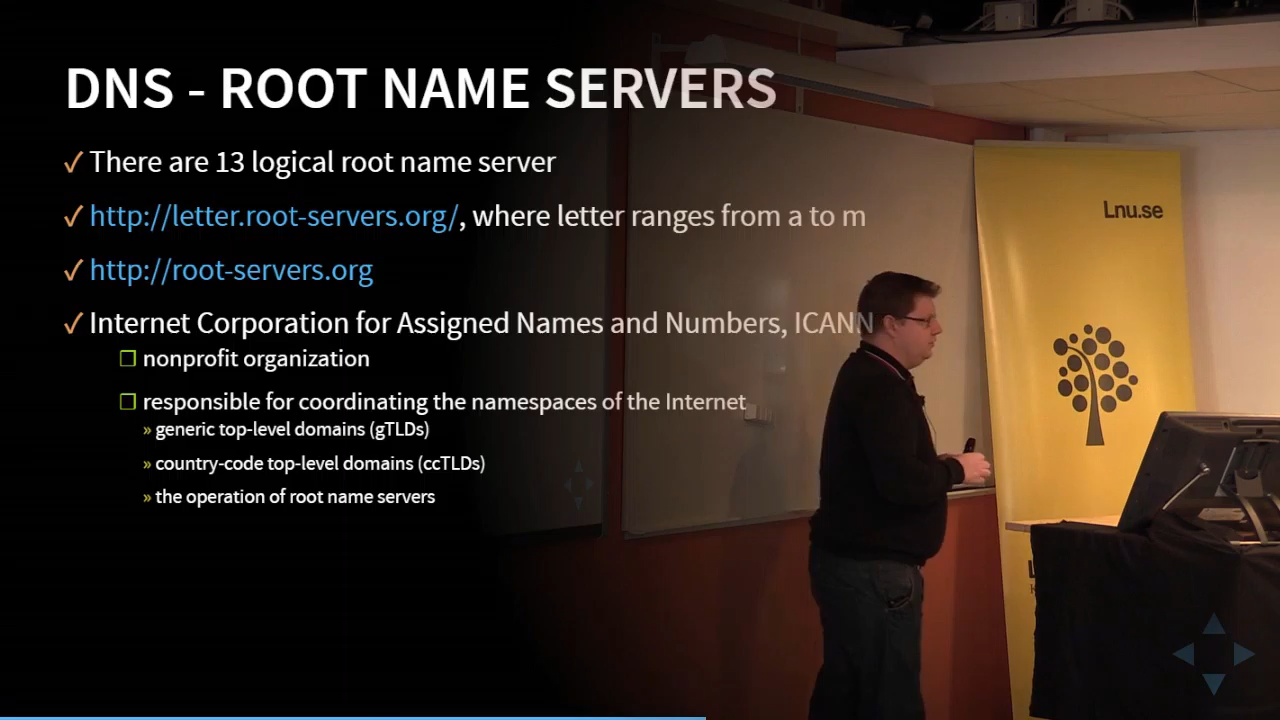 DNS - ROOT NAME SERVERS
✓ There are 13 logical root name server
✓ http://letter.root-servers.org/, where letter ranges from a to m
✓ http://root-servers.org
✓ Internet Corporation for Assigned Names and Numbers, ICANN
❐ nonprofit organization
❐ responsible for coordinating the namespaces of the Internet
» generic top-level domains (gTLDs)
» country-code top-level domains (ccTLDs)
» the operation of root name servers
Lnu.se